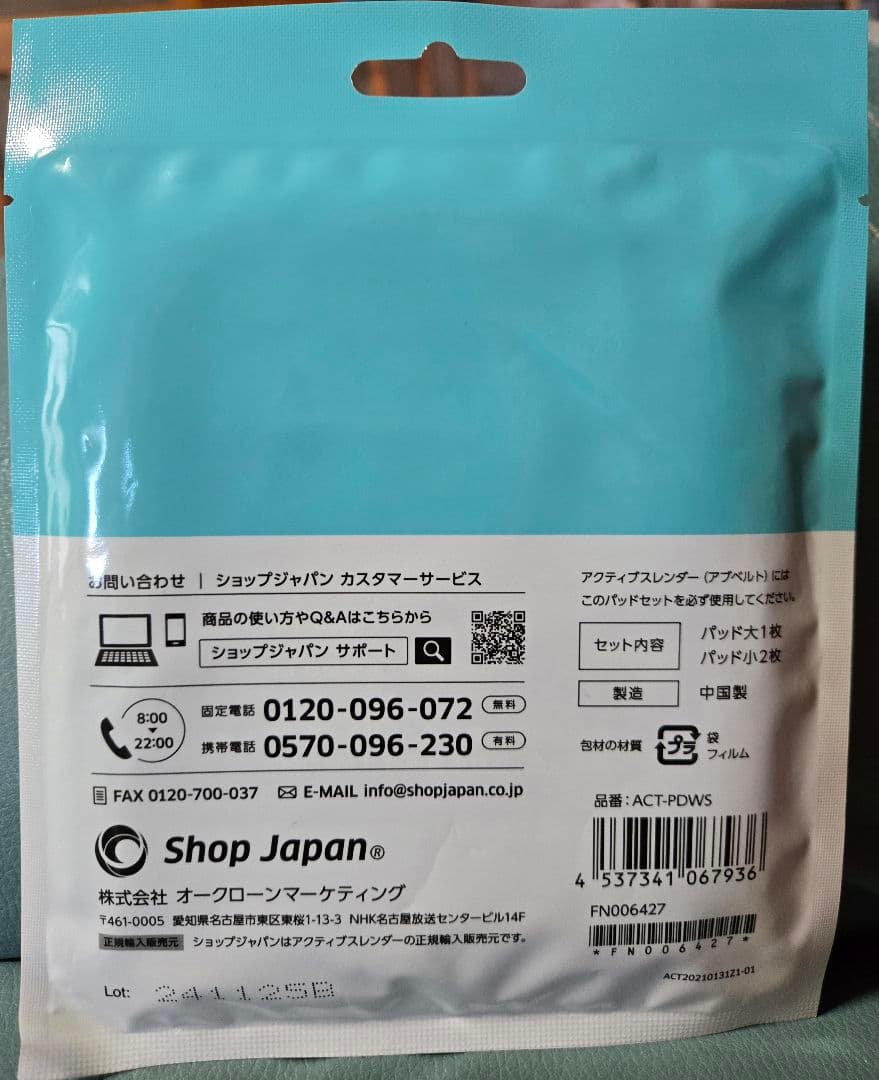 お問い合わせ | ショップジャパン カスタマーサービス
商品の使い方やQ&Aはこちらから
ショップジャパン サポート
8:00
22:00
固定電話 0120-096-072 無料
携帯電話 0570-096-230 有料
FAX 0120-700-037 E-MAIL info@shopjapan.co.jp
Shop Japan®
株式会社 オークローンマーケティング
〒461-0005 愛知県名古屋市東区東桜1-13-3 NHK名古屋放送センタービル14F
正規輸入販売元 ショップジャパンはアクティブスレンダーの正規輸入販売元です。
Lot: 241125B
アクティブスレンダー(アブベルト)には
このパッドセットを必ず使用してください。
セット内容
パッド大1枚
パッド小2枚
製造 中国製
包材の材質 プラ
袋
フィルム
品番:ACT-PDWS
4 537341 067936
FN006427
*FN006427*
ACT20210131Z1-01